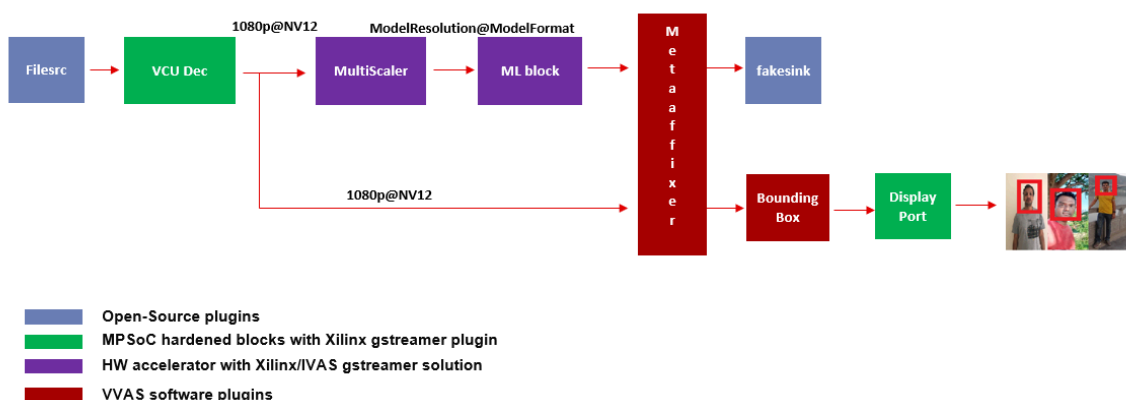 1080p@NV12
ModelResolution@ModelFormat
Filesrc
VCU Dec
MultiScaler
ML block
Metaaffixer
fakesink
1080p@NV12
Bounding
Box
Display
Port
Open-Source plugins
MPSoC hardened blocks with Xilinx gstreamer plugin
HW accelerator with Xilinx/IVAS gstreamer solution
VVAS software plugins